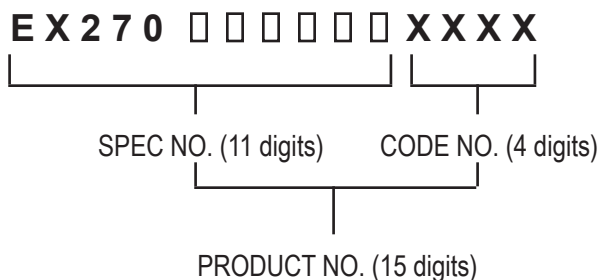 EX270 □□□□□□ XXXX
SPEC NO. (11 digits) CODE NO. (4 digits)
PRODUCT NO. (15 digits)